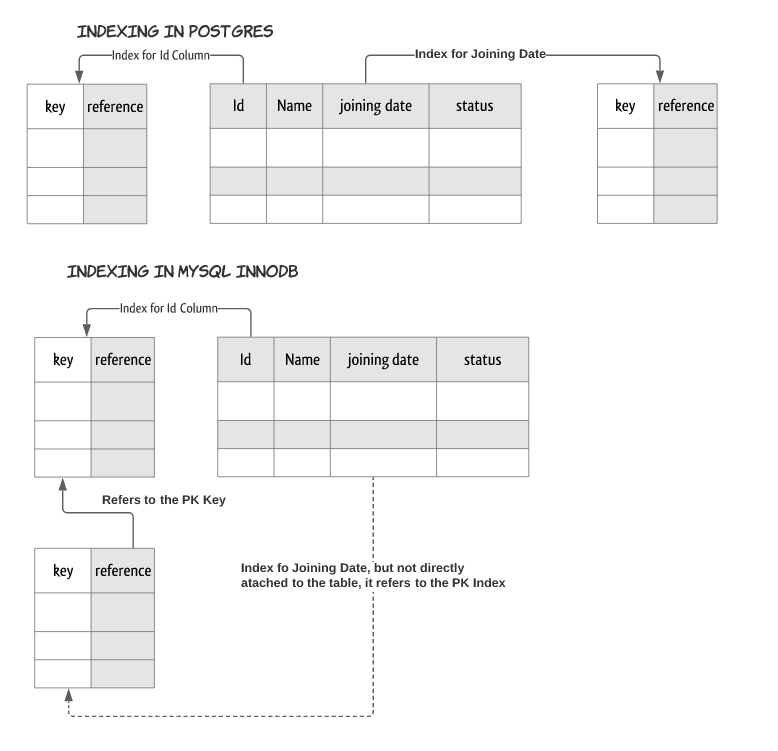 INDEXING IN POSTGRES
Index for Id Column
Index for Joining Date
key reference
Id Name joining date status
key reference
INDEXING IN MYSQL INNODB
Index for Id Column
key reference
Id Name joining date status
Refers to the PK Key
key reference
Index fo Joining Date, but not directly
atached to the table, it refers to the PK Index